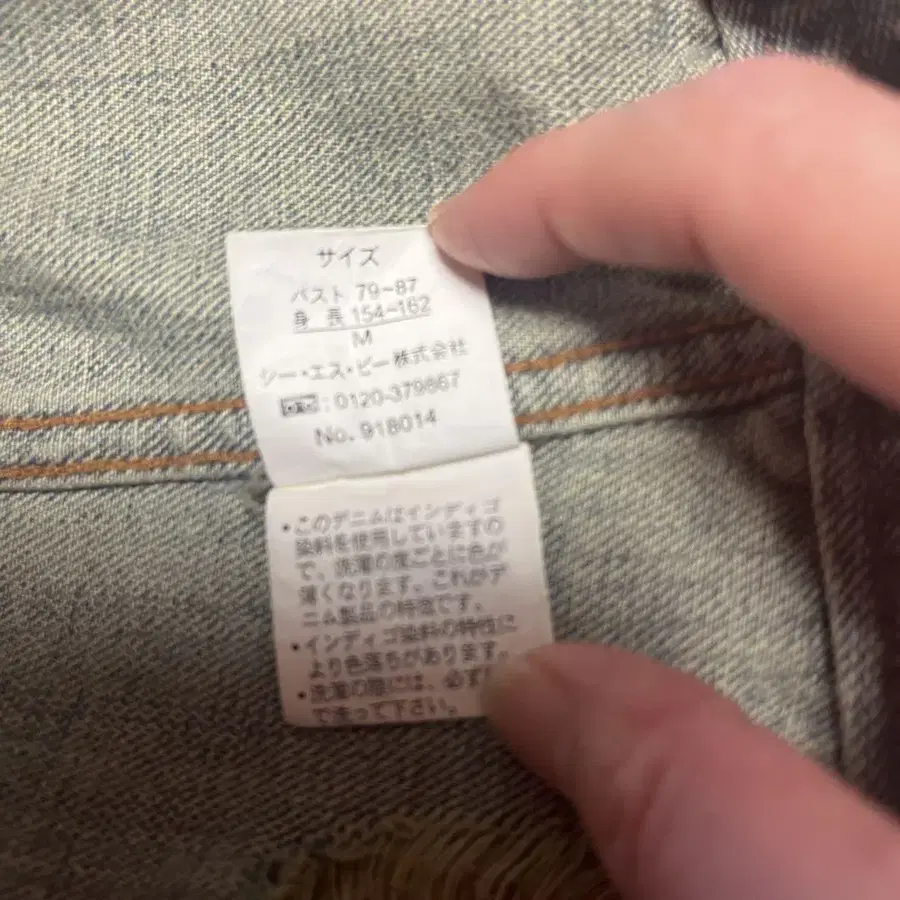 サイズ
バスト 79-87
身長 154-162
M
シー・エス・ビー株式会社
: 0120-379867
No. 918014
・このデニムはインディゴ
染料を使用していますの
で、洗濯の度ごとに色が
薄くなります。これがデ
ニム製品の特徴です。
・インディゴ染料の特性に
より色落ちがあります。
・洗濯の際には、必ず
で洗って下さい。